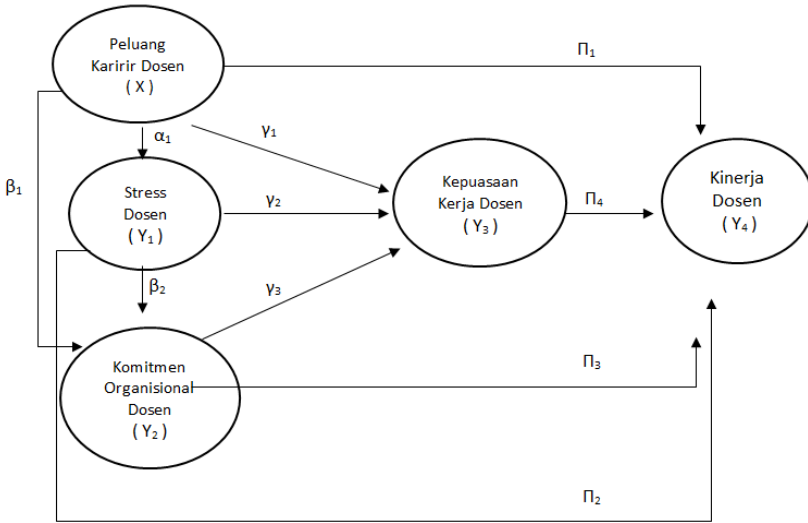 Peluang
Karirir Dosen
( X )
Π₁
α₁
γ₁
β₁
Stress
Dosen
( Y₁ )
γ₂
Kepuasaan
Kerja Dosen
( Y₃ )
Π₄
Kinerja
Dosen
( Y₄ )
β₂
γ₃
Komitmen
Organisional
Dosen
( Y₂ )
Π₃
Π₂